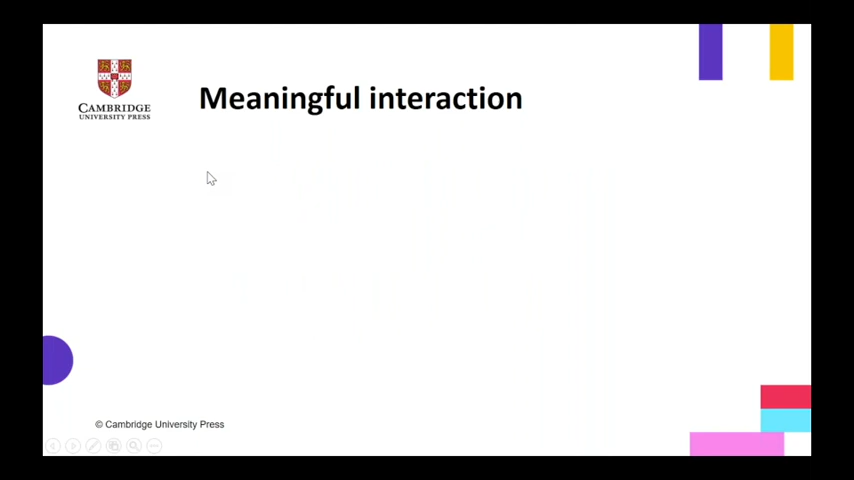 CAMBRIDGE
UNIVERSITY PRESS
Meaningful interaction
© Cambridge University Press